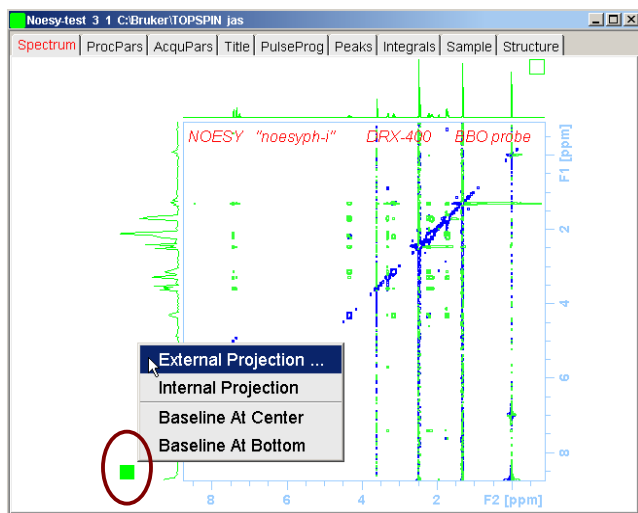 Noesy-test 3 1 C:\Bruker\TOPSPIN jas
Spectrum ProcPars AcquPars Title PulseProg Peaks Integrals Sample Structure
NOESY "noesyph-i" DRX-400 BBO probe
F1 [ppm]
2
4
6
8
External Projection ...
Internal Projection
Baseline At Center
Baseline At Bottom
8 6 4 2 F2 [ppm]